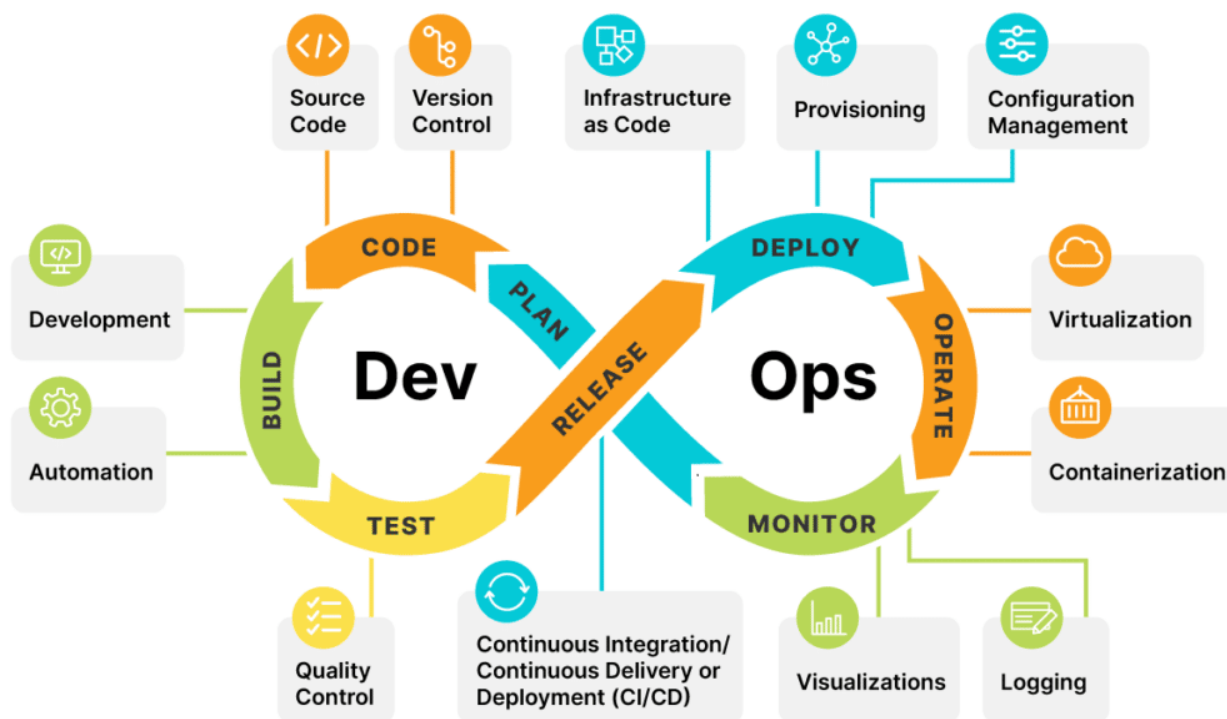 Source
Code
Version
Control
Infrastructure
as Code
Provisioning
Configuration
Management
CODE
PLAN
DEPLOY
Development
BUILD
Dev
RELEASE
Ops
OPERATE
Virtualization
Automation
Containerization
TEST
MONITOR
Quality
Control
Continuous Integration/
Continuous Delivery or
Deployment (CI/CD)
Visualizations
Logging